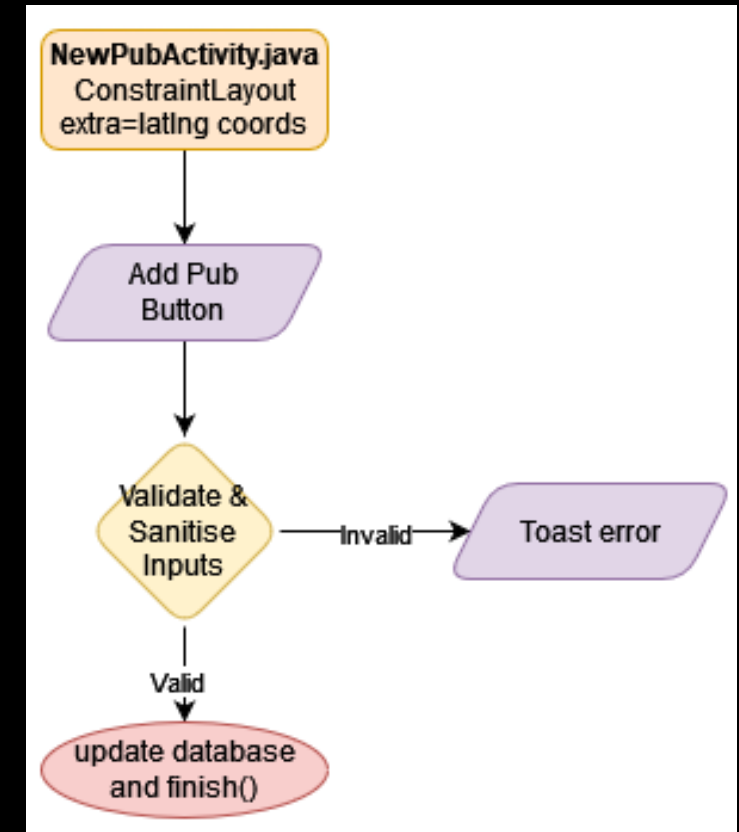 NewPubActivity.java
ConstraintLayout
extra=latlng coords
Add Pub
Button
Validate &
Sanitise
Inputs
Invalid
Toast error
Valid
update database
and finish()